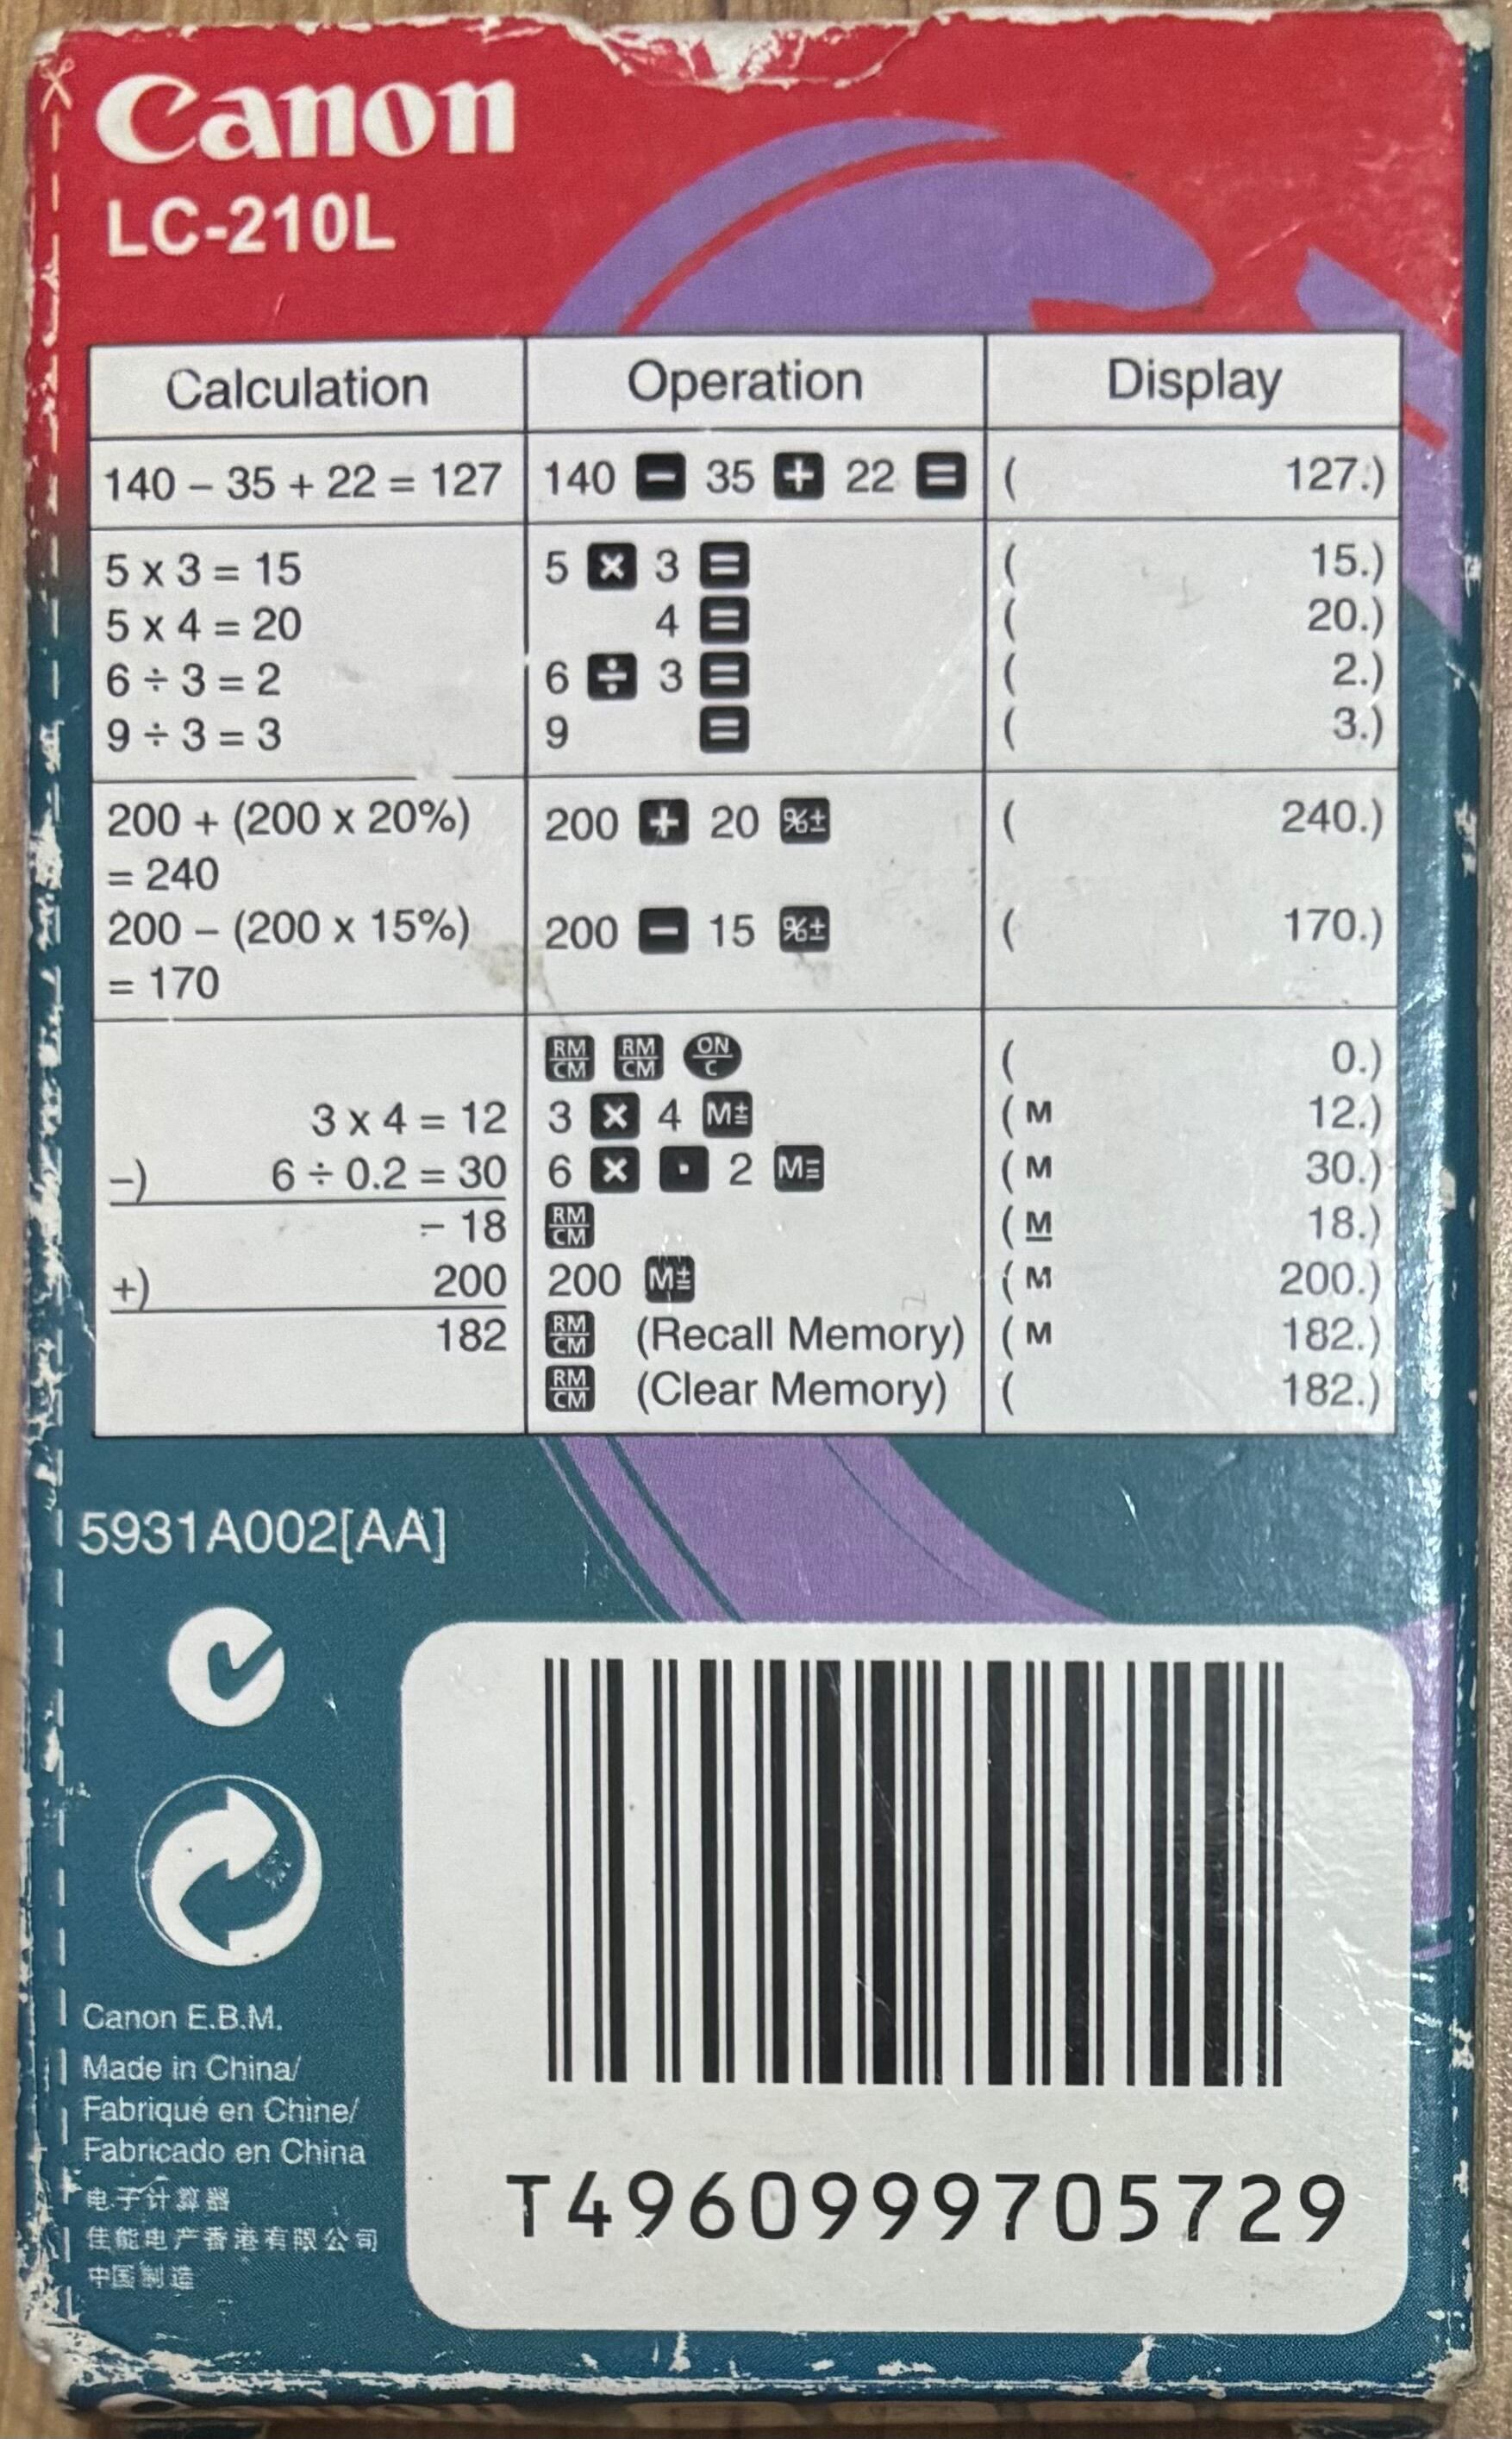 Canon
LC-210L
Calculation Operation Display
140 – 35 + 22 = 127 140 − 35 + 22 = ( 127.)
5 x 3 = 15 5 × 3 = ( 15.)
5 x 4 = 20 4 = ( 20.)
6 ÷ 3 = 2 6 ÷ 3 = ( 2.)
9 ÷ 3 = 3 9 = ( 3.)
200 + (200 x 20%) 200 + 20 %± ( 240.)
= 240
200 – (200 x 15%) 200 − 15 %± ( 170.)
= 170
RM/CM RM/CM ON/C ( 0.)
3 x 4 = 12 3 × 4 M± ( M 12.)
–) 6 ÷ 0.2 = 30 6 × · 2 M= ( M 30.)
– 18 RM/CM ( M 18.)
+) 200 200 M± ( M 200.)
182 RM/CM (Recall Memory) ( M 182.)
RM/CM (Clear Memory) ( 182.)
5931A002[AA]
Canon E.B.M.
Made in China/
Fabriqué en Chine/
Fabricado en China
电子计算器
佳能电产香港有限公司
中国制造
T4960999705729